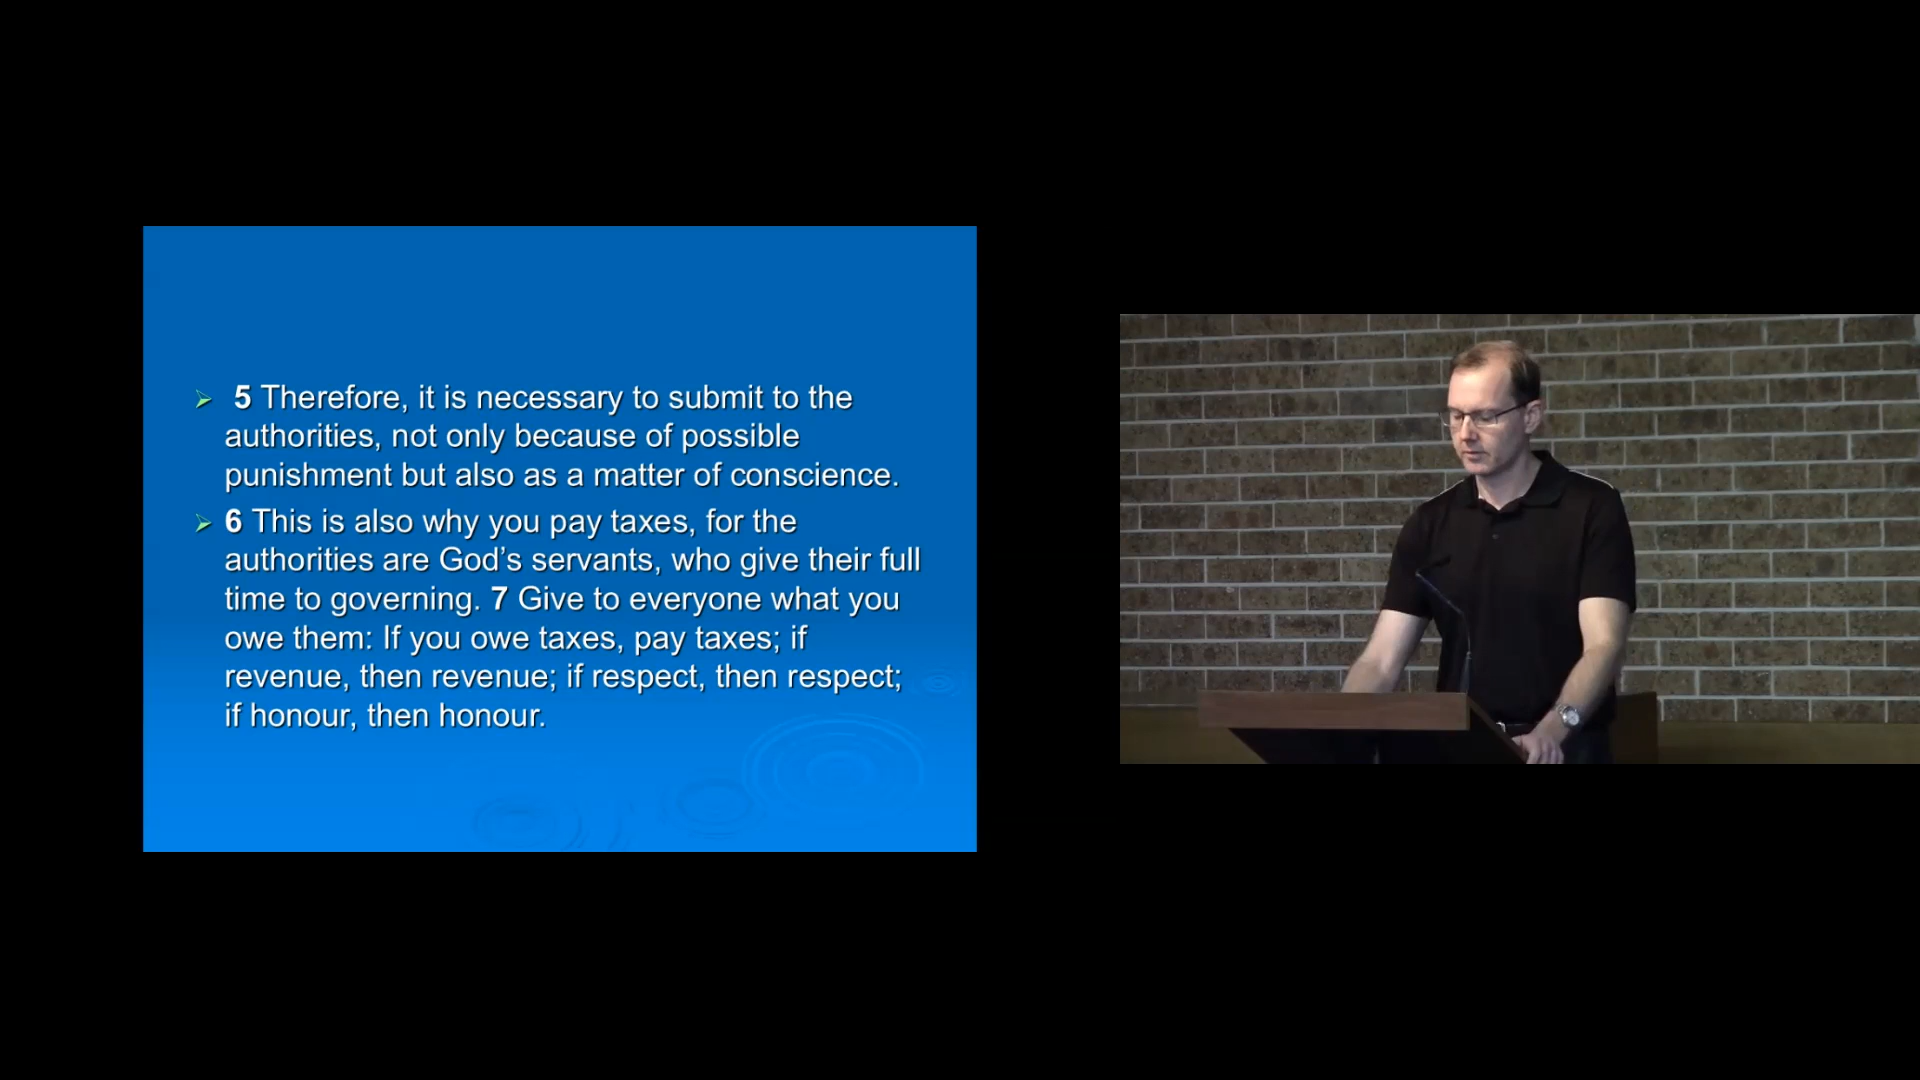 5 Therefore, it is necessary to submit to the
authorities, not only because of possible
punishment but also as a matter of conscience.
6 This is also why you pay taxes, for the
authorities are God’s servants, who give their full
time to governing. 7 Give to everyone what you
owe them: If you owe taxes, pay taxes; if
revenue, then revenue; if respect, then respect;
if honour, then honour.